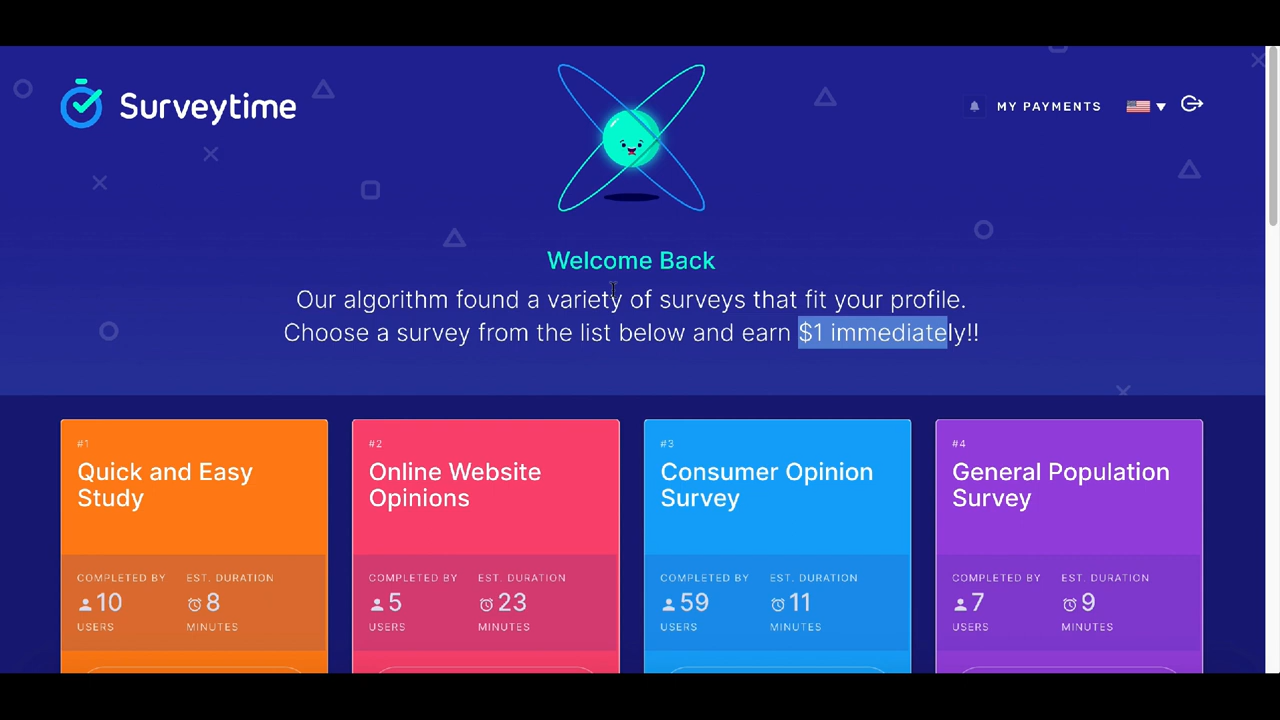 Surveytime
MY PAYMENTS
Welcome Back
Our algorithm found a variety of surveys that fit your profile.
Choose a survey from the list below and earn $1 immediately!!
#1
Quick and Easy
Study
COMPLETED BY
10
USERS
EST. DURATION
8
MINUTES
#2
Online Website
Opinions
COMPLETED BY
5
USERS
EST. DURATION
23
MINUTES
#3
Consumer Opinion
Survey
COMPLETED BY
59
USERS
EST. DURATION
11
MINUTES
#4
General Population
Survey
COMPLETED BY
7
USERS
EST. DURATION
9
MINUTES